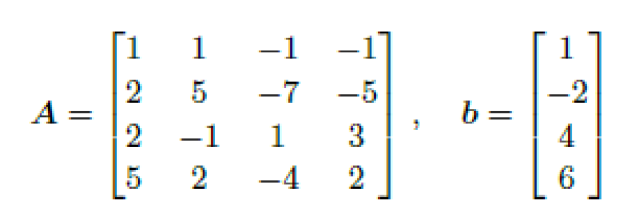 A = [1 1 −1 −1; 2 5 −7 −5; 2 −1 1 3; 5 2 −4 2], b = [1; −2; 4; 6]